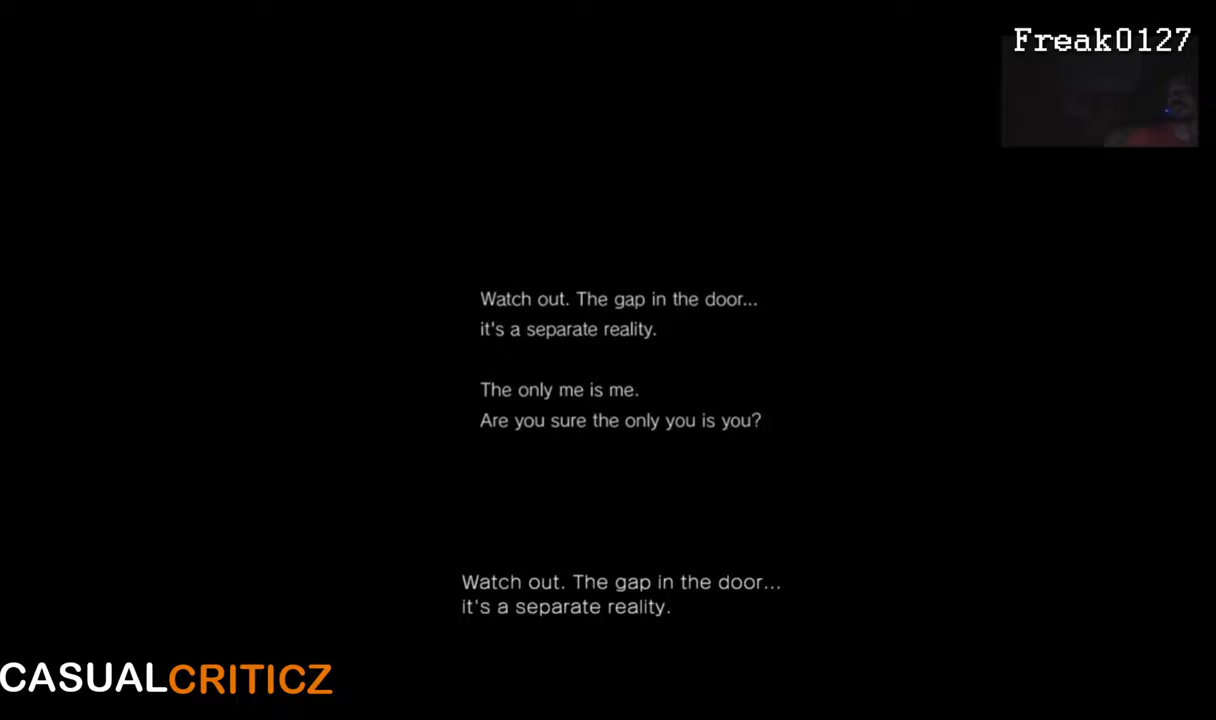 Freak0127
Watch out. The gap in the door...
it's a separate reality.
The only me is me.
Are you sure the only you is you?
Watch out. The gap in the door...
it's a separate reality.
CASUALCRITICZ